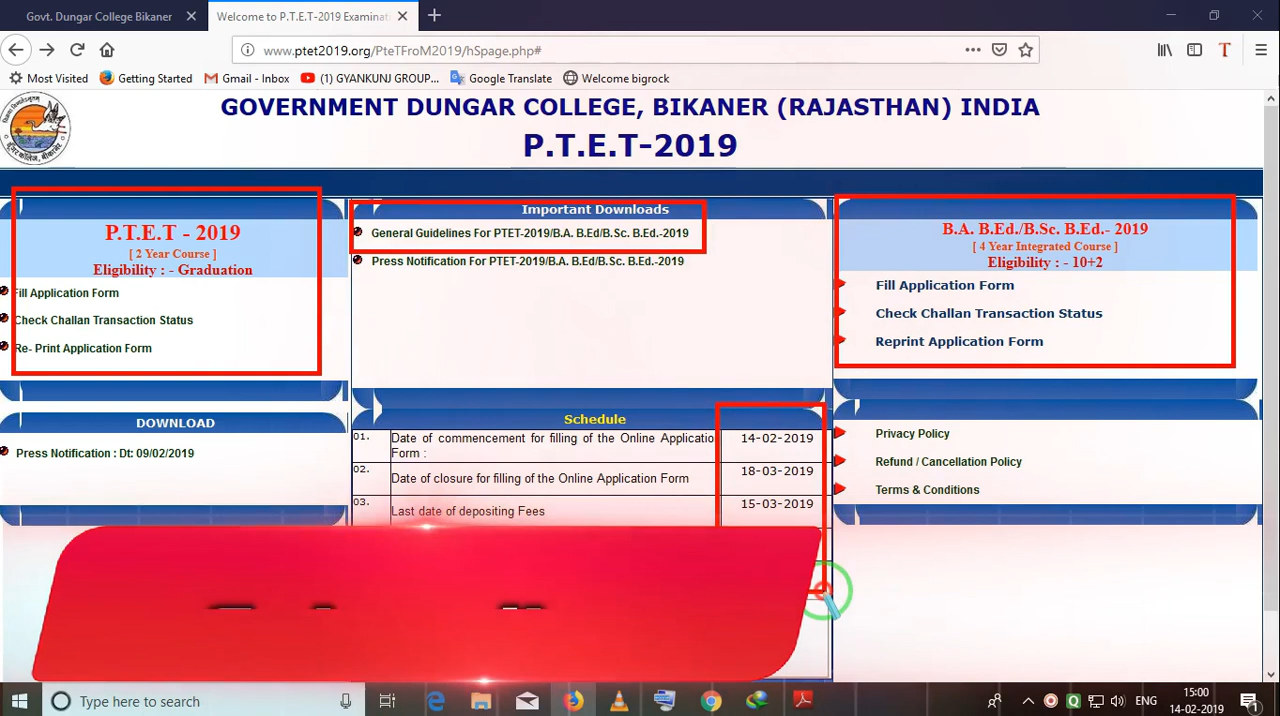 Govt. Dungar College Bikaner
Welcome to P.T.E.T-2019 Examinat
www.ptet2019.org/PteTFroM2019/hSpage.php#
Most Visited
Getting Started
Gmail - Inbox
(1) GYANKUNJ GROUP...
Google Translate
Welcome bigrock
GOVERNMENT DUNGAR COLLEGE, BIKANER (RAJASTHAN) INDIA
P.T.E.T-2019
P.T.E.T - 2019
[ 2 Year Course ]
Eligibility : - Graduation
Fill Application Form
Check Challan Transaction Status
Re- Print Application Form
DOWNLOAD
Press Notification : Dt: 09/02/2019
Important Downloads
General Guidelines For PTET-2019/B.A. B.Ed/B.Sc. B.Ed.-2019
Press Notification For PTET-2019/B.A. B.Ed/B.Sc. B.Ed.-2019
Schedule
01. Date of commencement for filling of the Online Applicatio 14-02-2019
Form :
02. Date of closure for filling of the Online Application Form 18-03-2019
03. Last date of depositing Fees 15-03-2019
B.A. B.Ed./B.Sc. B.Ed.- 2019
[ 4 Year Integrated Course ]
Eligibility : - 10+2
Fill Application Form
Check Challan Transaction Status
Reprint Application Form
Privacy Policy
Refund / Cancellation Policy
Terms & Conditions
Type here to search
ENG
15:00
14-02-2019